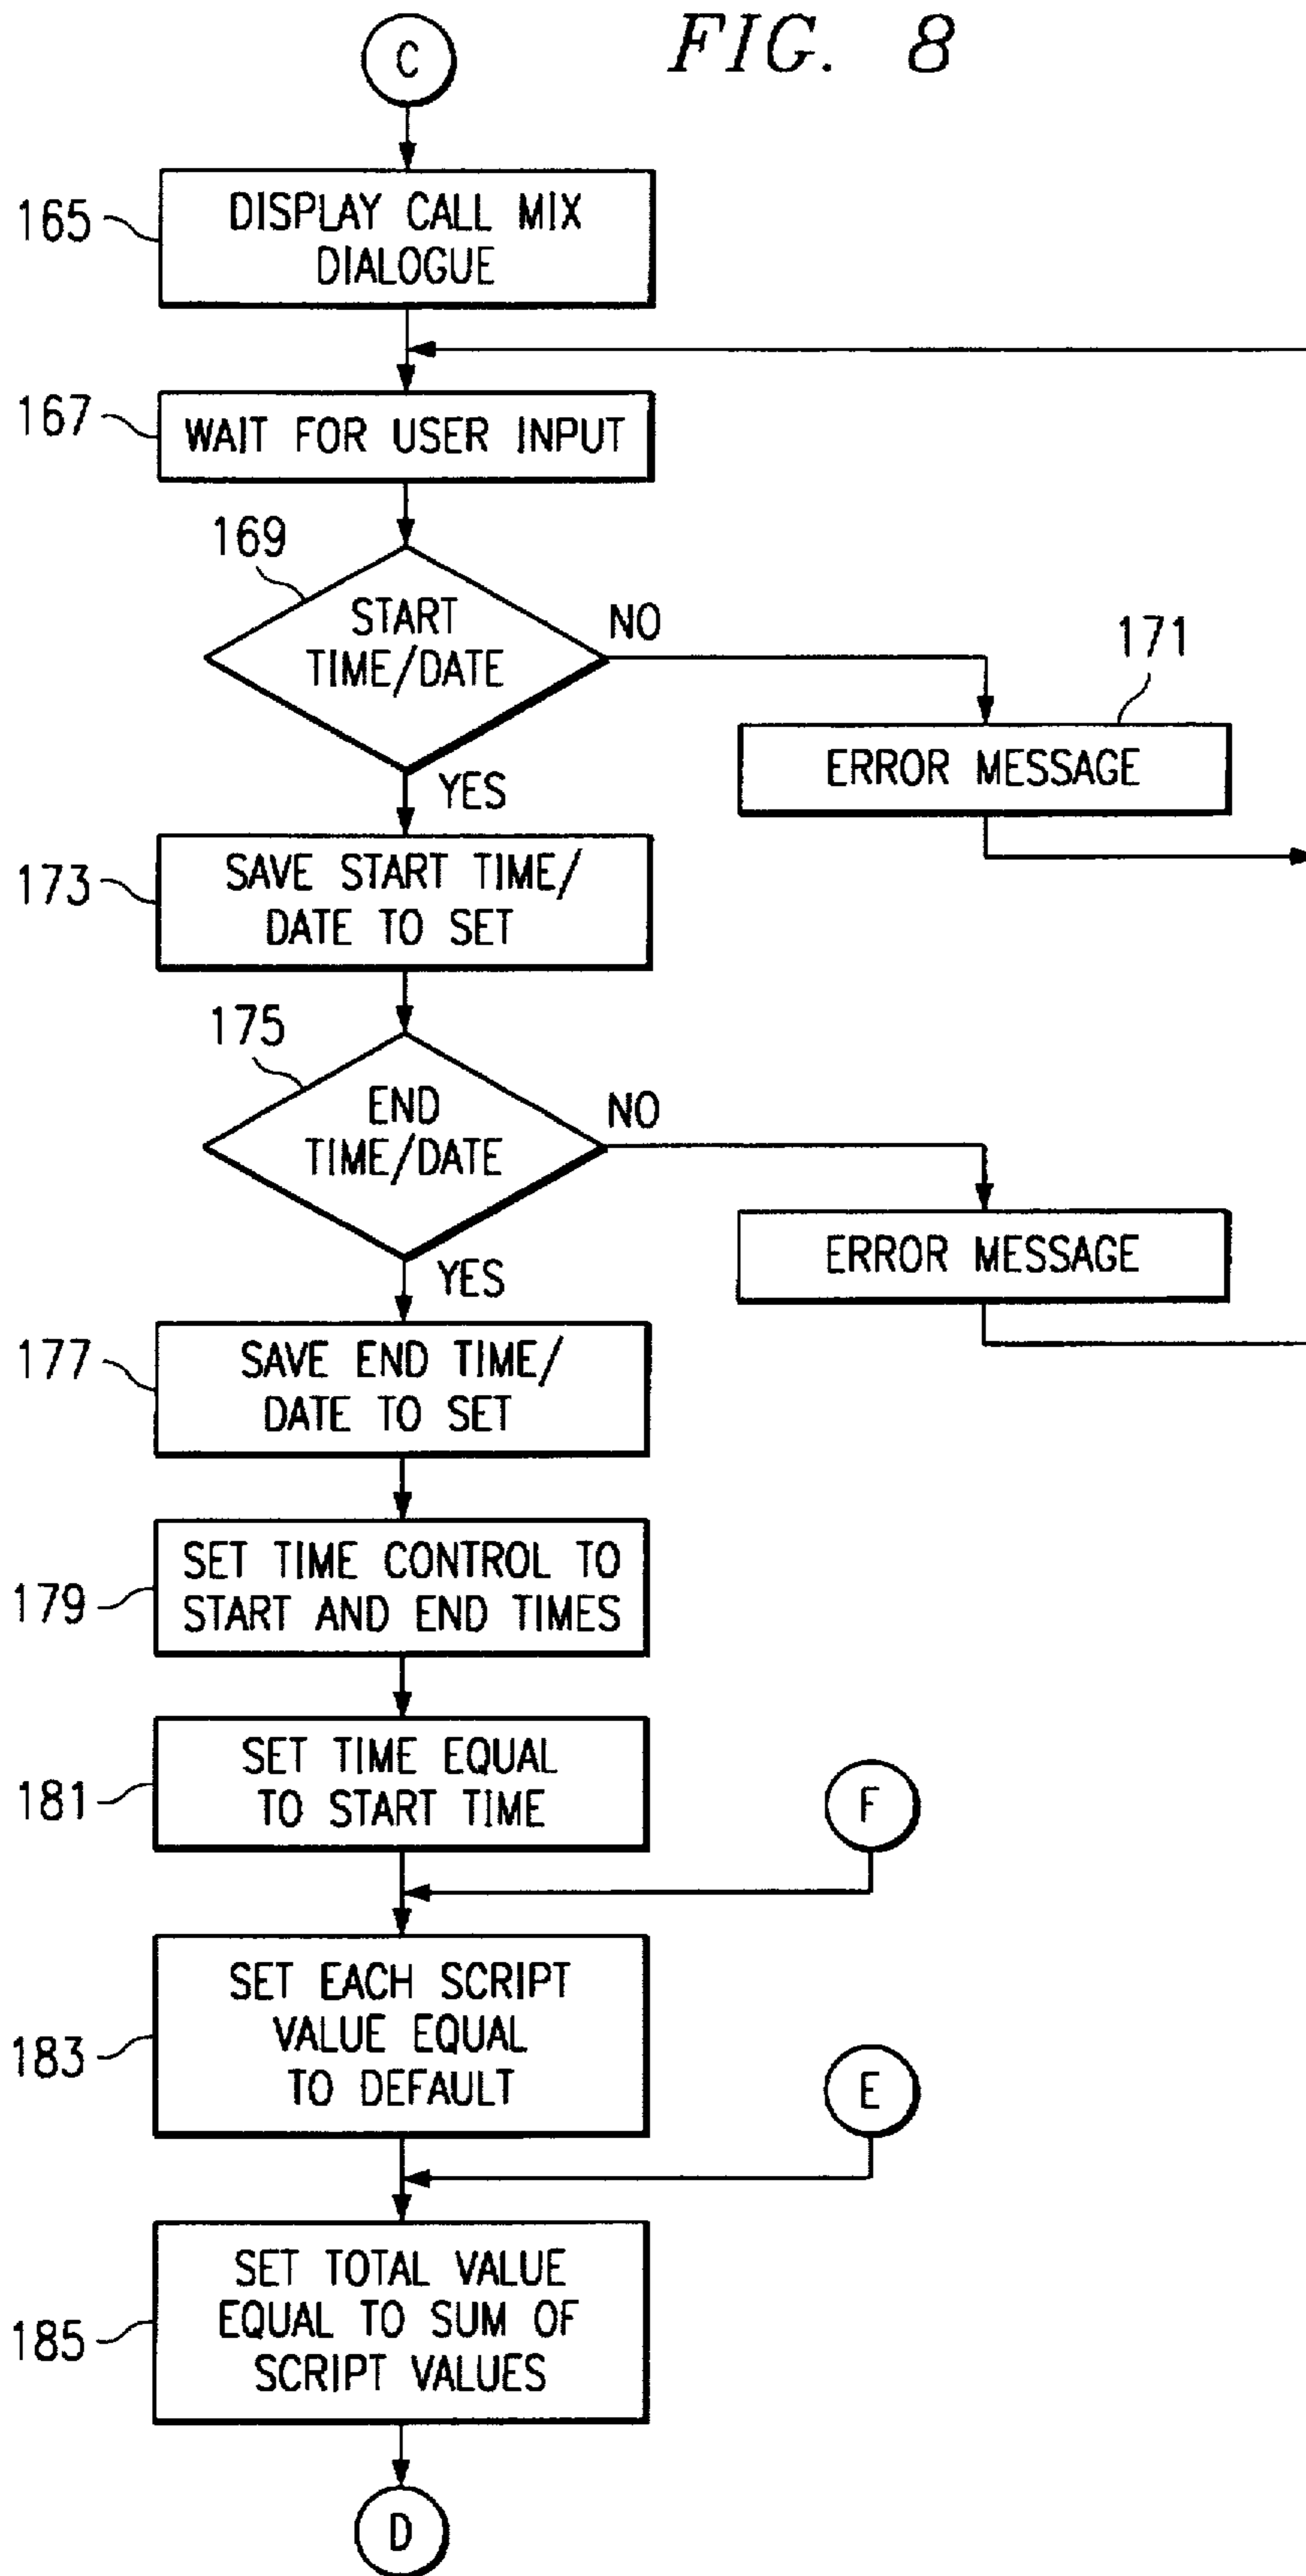 FIG. 8
C
165
DISPLAY CALL MIX
DIALOGUE
167
WAIT FOR USER INPUT
169
START
TIME/DATE
NO
171
ERROR MESSAGE
YES
173
SAVE START TIME/
DATE TO SET
175
END
TIME/DATE
NO
ERROR MESSAGE
YES
177
SAVE END TIME/
DATE TO SET
179
SET TIME CONTROL TO
START AND END TIMES
181
SET TIME EQUAL
TO START TIME
F
183
SET EACH SCRIPT
VALUE EQUAL
TO DEFAULT
E
185
SET TOTAL VALUE
EQUAL TO SUM OF
SCRIPT VALUES
D